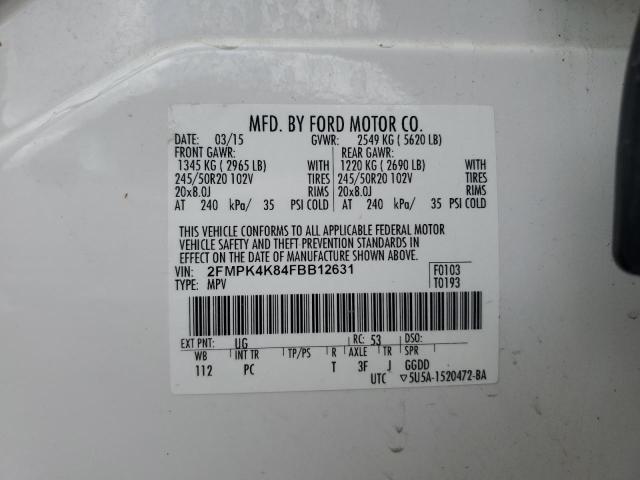 MFD. BY FORD MOTOR CO.
DATE: 03/15 GVWR: 2549 KG ( 5620 LB)
FRONT GAWR: REAR GAWR:
1345 KG ( 2965 LB) WITH 1220 KG ( 2690 LB) WITH
245/50R20 102V TIRES 245/50R20 102V TIRES
20x8.0J RIMS 20x8.0J RIMS
AT 240 kPa/ 35 PSI COLD AT 240 kPa/ 35 PSI COLD
THIS VEHICLE CONFORMS TO ALL APPLICABLE FEDERAL MOTOR
VEHICLE SAFETY AND THEFT PREVENTION STANDARDS IN
EFFECT ON THE DATE OF MANUFACTURE SHOWN ABOVE.
VIN: 2FMPK4K84FBB12631 F0103
TYPE: MPV T0193
EXT PNT: UG RC: 53 DSO:
WB INT TR TP/PS R AXLE TR SPR
112 PC T 3F J GGDD
UTC ▽5U5A-1520472-BA